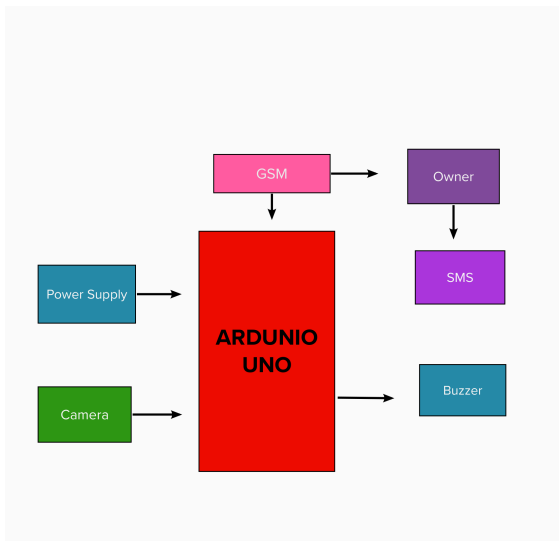 GSM
Owner
Power Supply
SMS
ARDUNIO
UNO
Camera
Buzzer